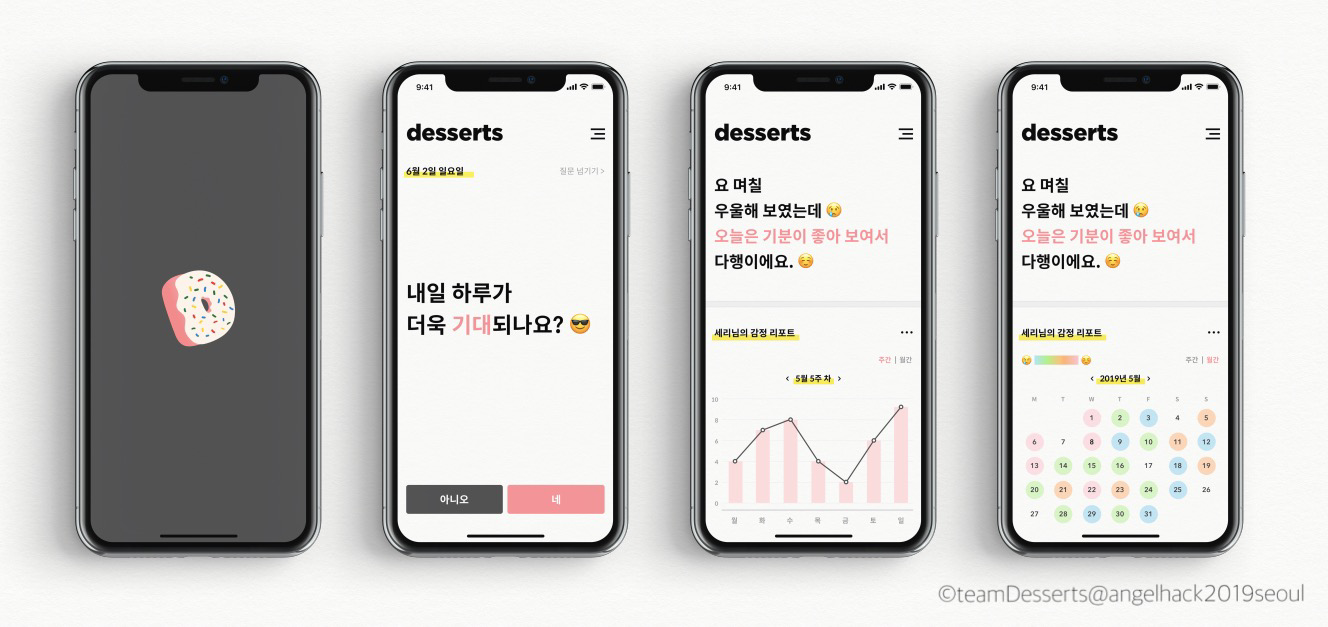 9:41
desserts
6월 2일 일요일
질문 넘기기 >
내일 하루가
더욱 기대되나요? 😎
아니오
네
9:41
desserts
요 며칠
우울해 보였는데 😢
오늘은 기분이 좋아 보여서
다행이에요. ☺️
세리님의 감정 리포트
주간 | 월간
‹ 5월 5주 차 ›
10
8
6
4
2
0
월 화 수 목 금 토 일
9:41
desserts
요 며칠
우울해 보였는데 😢
오늘은 기분이 좋아 보여서
다행이에요. ☺️
세리님의 감정 리포트
주간 | 월간
‹ 2019년 5월 ›
M T W T F S S
1 2 3 4 5
6 7 8 9 10 11 12
13 14 15 16 17 18 19
20 21 22 23 24 25 26
27 28 29 30 31
©teamDesserts@angelhack2019seoul